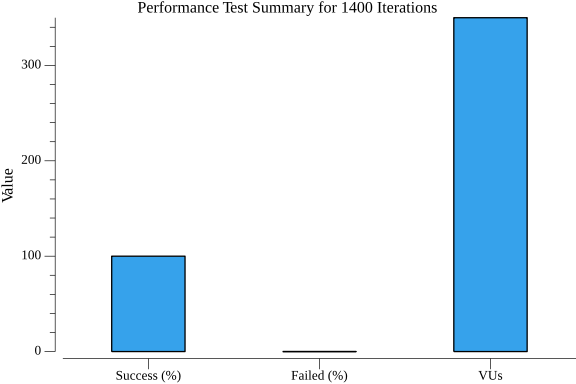 Performance Test Summary for 1400 Iterations
Value
300
200
100
0
Success (%)
Failed (%)
VUs